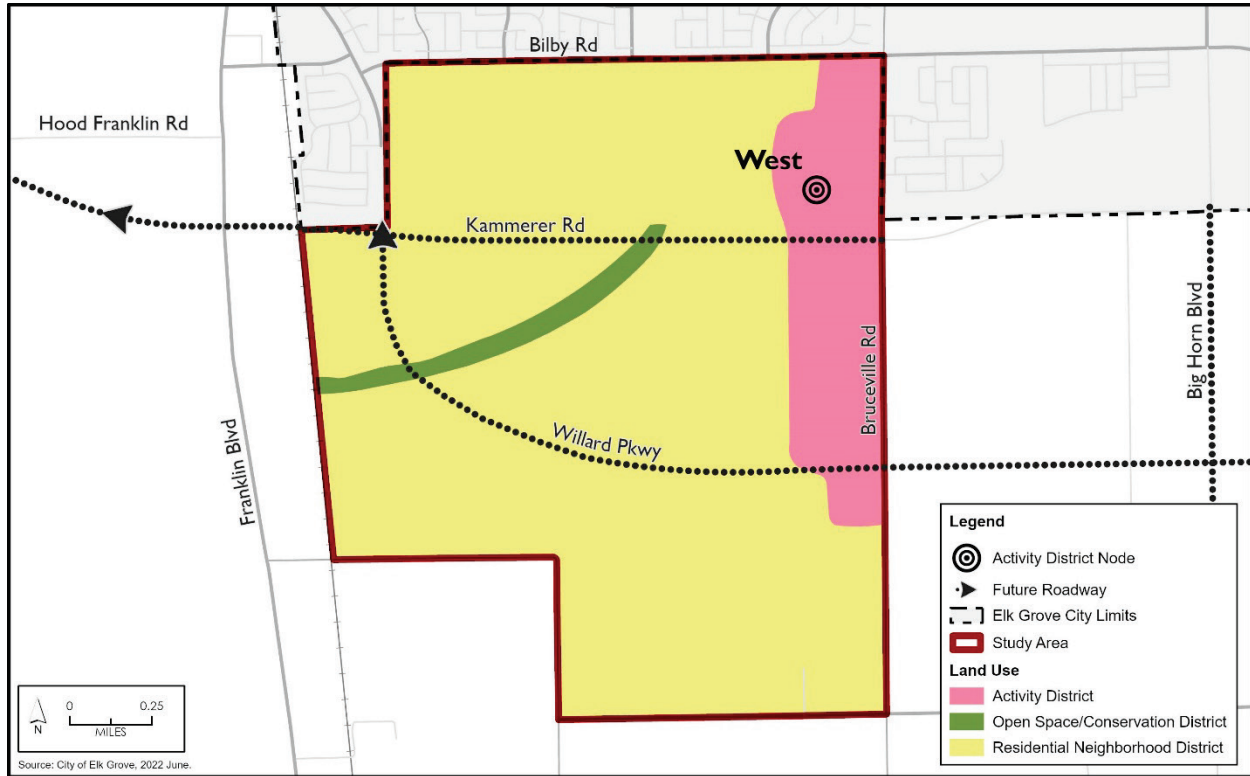 Bilby Rd
Hood Franklin Rd
West
Kammerer Rd
Bruceville Rd
Big Horn Blvd
Franklin Blvd
Willard Pkwy
Legend
Activity District Node
Future Roadway
Elk Grove City Limits
Study Area
Land Use
Activity District
Open Space/Conservation District
Residential Neighborhood District
N
0 0.25
MILES
Source: City of Elk Grove, 2022 June.